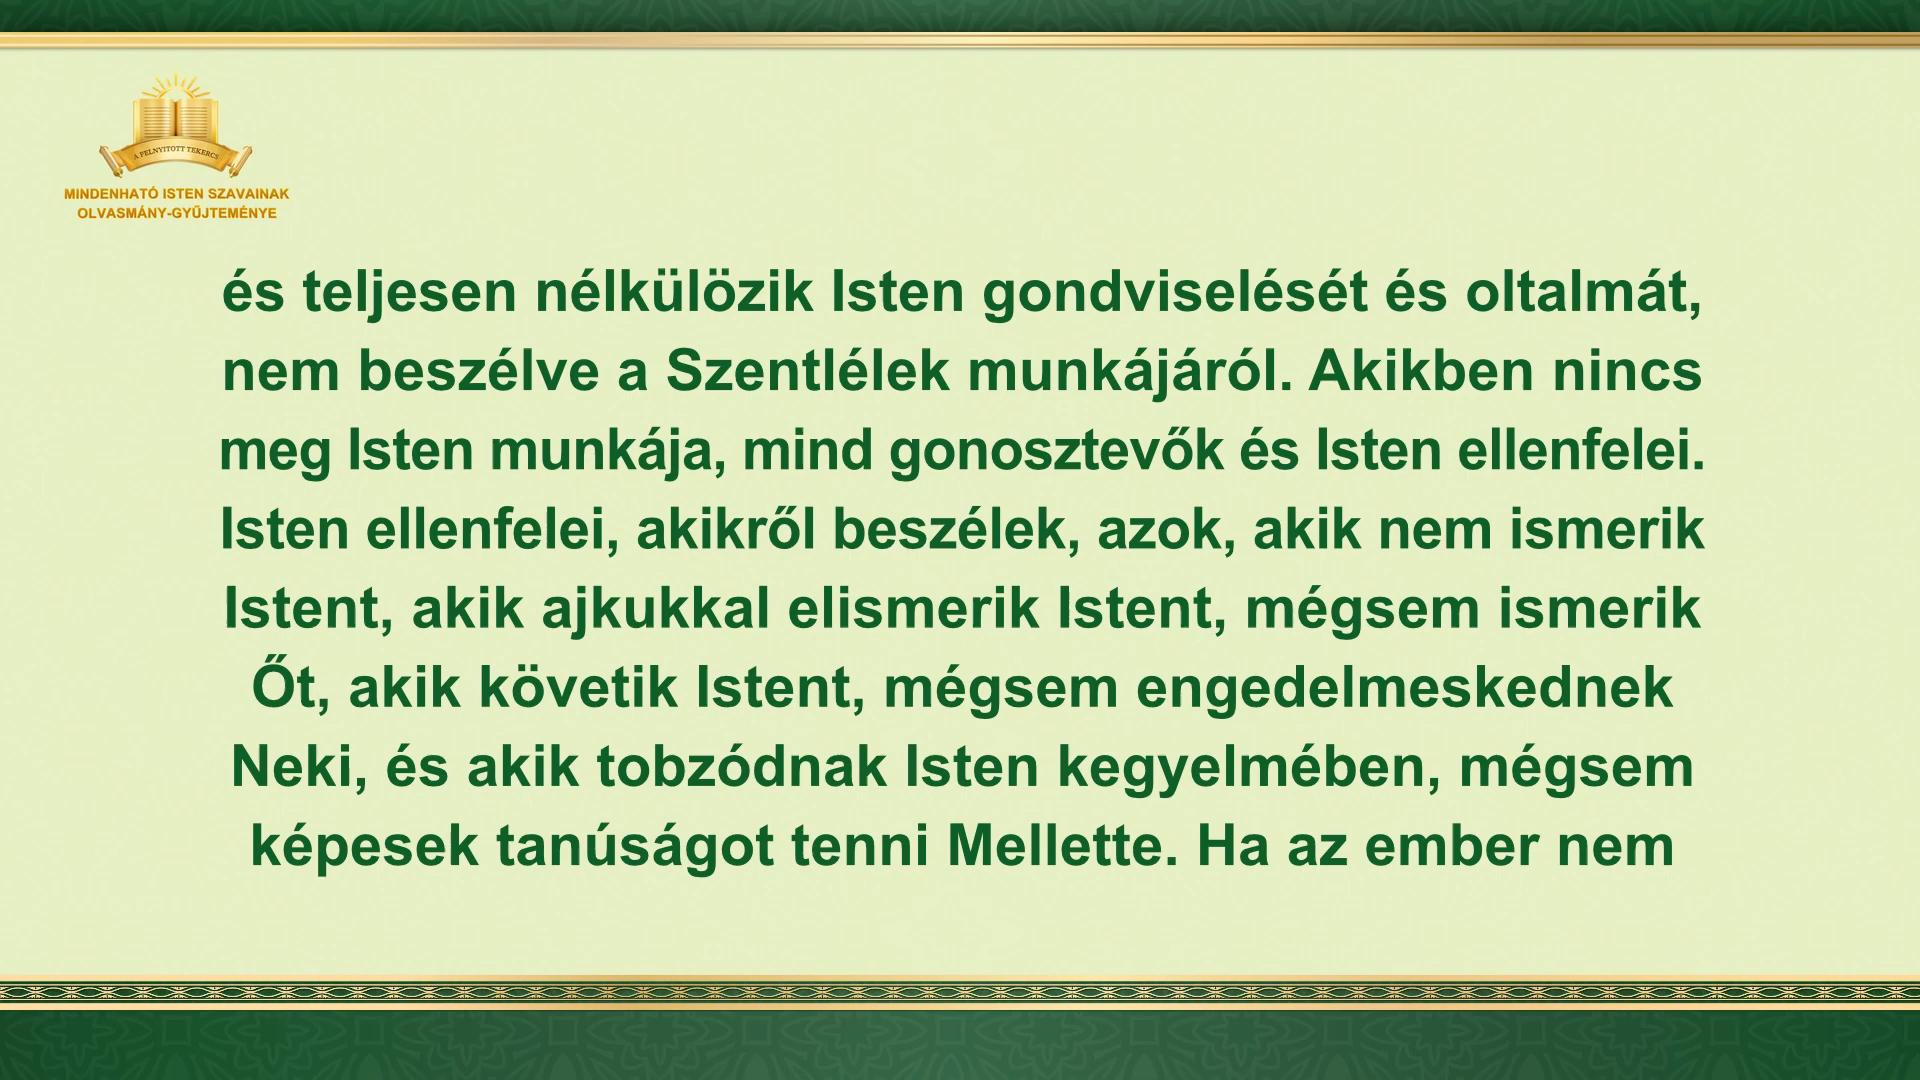 A FELNYITOTT TEKERCS
MINDENHATÓ ISTEN SZAVAINAK
OLVASMÁNY-GYŰJTEMÉNYE
és teljesen nélkülözik Isten gondviselését és oltalmát,
nem beszélve a Szentlélek munkájáról. Akikben nincs
meg Isten munkája, mind gonosztevők és Isten ellenfelei.
Isten ellenfelei, akikről beszélek, azok, akik nem ismerik
Istent, akik ajkukkal elismerik Istent, mégsem ismerik
Őt, akik követik Istent, mégsem engedelmeskednek
Neki, és akik tobzódnak Isten kegyelmében, mégsem
képesek tanúságot tenni Mellette. Ha az ember nem